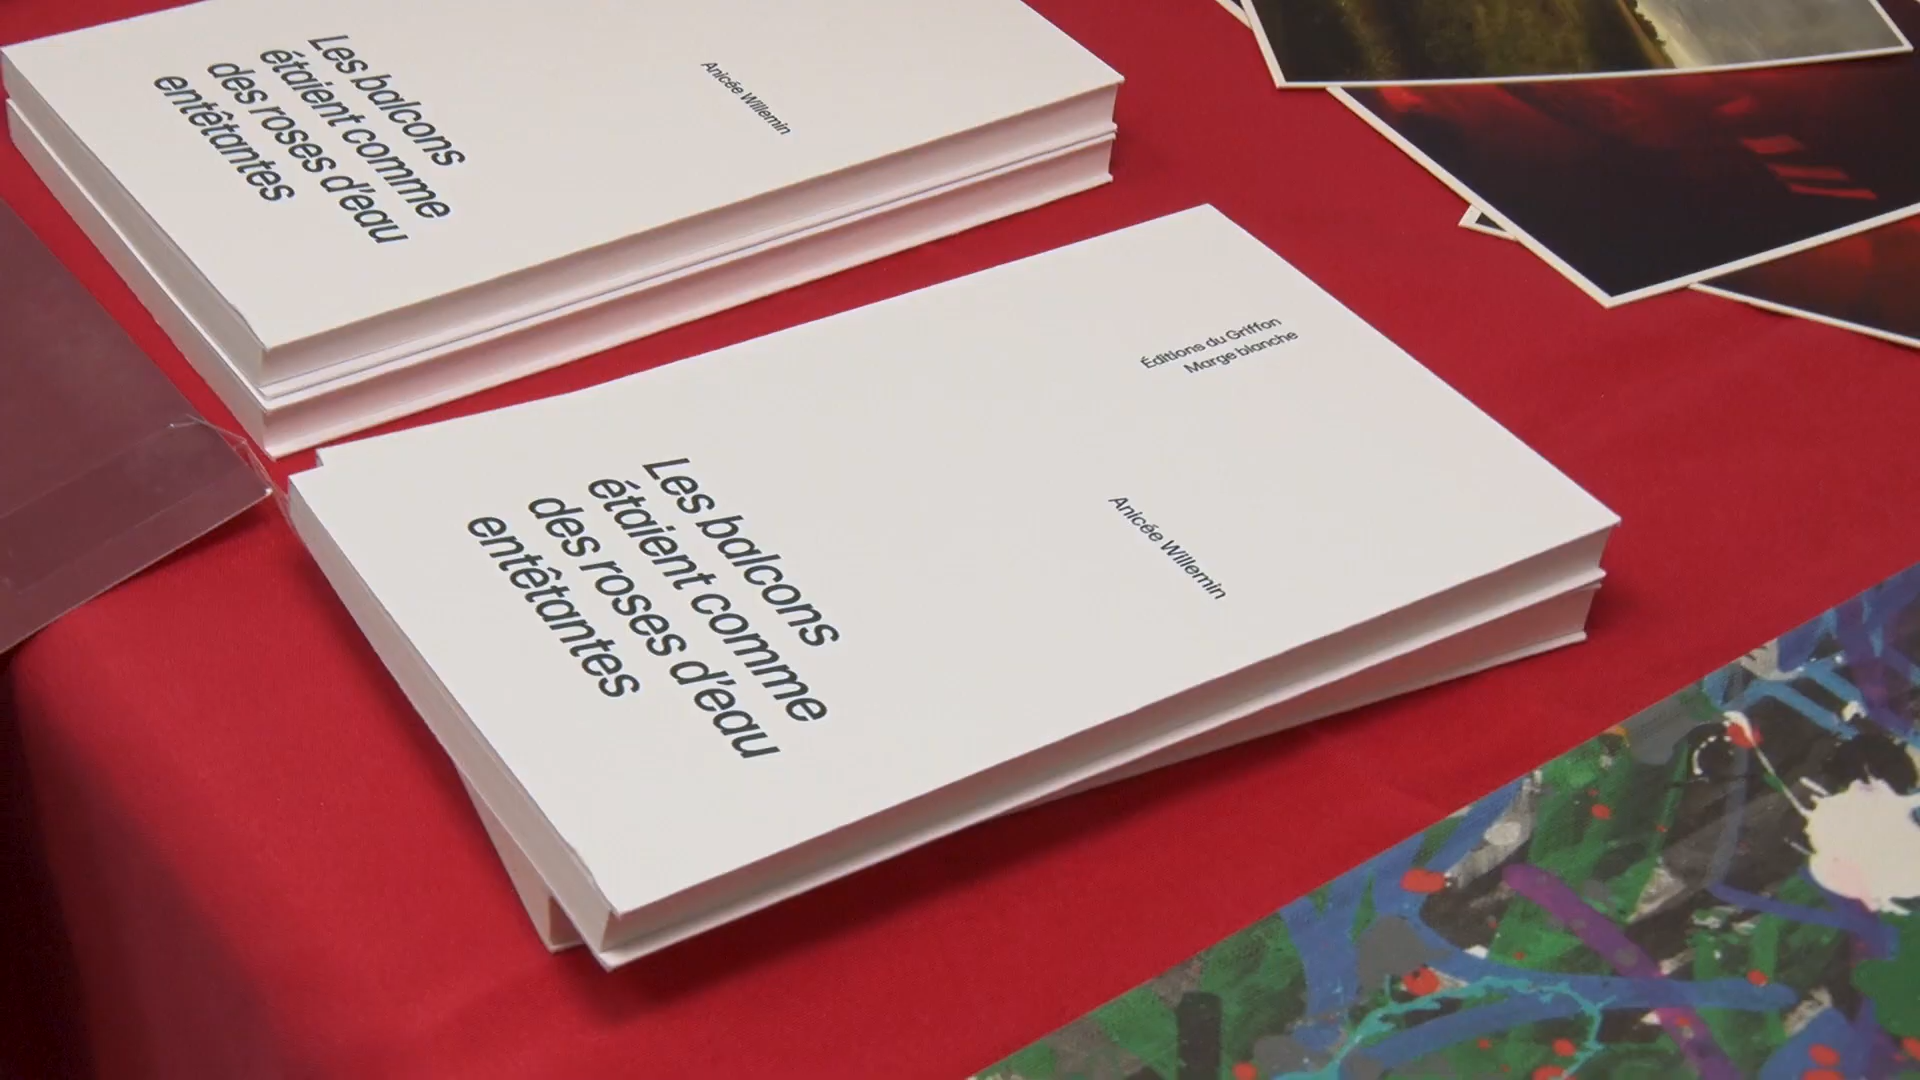 Les balcons
étaient comme
des roses d'eau
entêtantes
Anicée Willemin
Éditions du Griffon
Marge blanche
Les balcons
étaient comme
des roses d'eau
entêtantes
Anicée Willemin